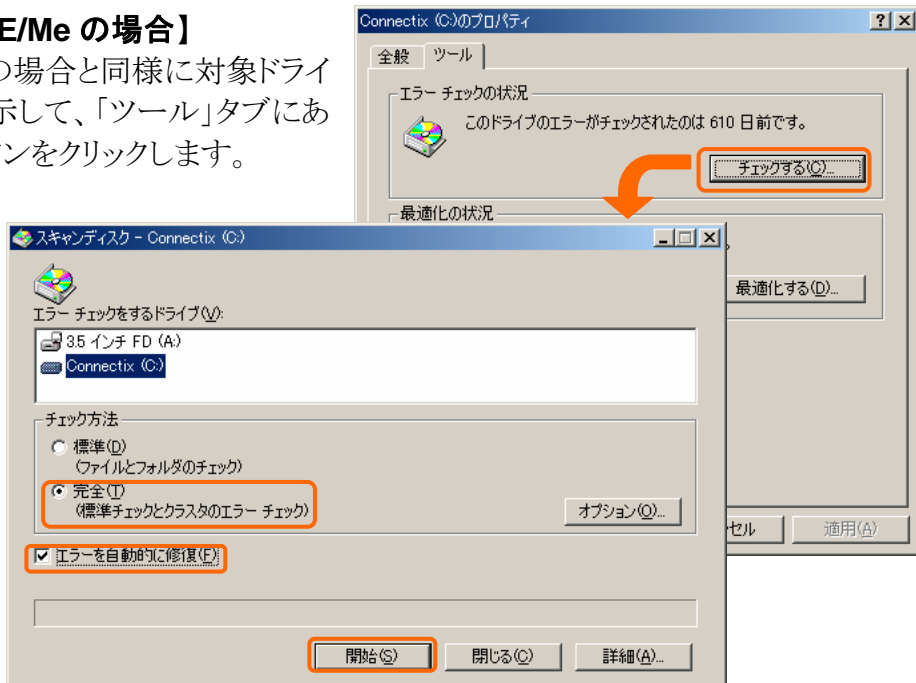 E/Me の場合】
の場合と同様に対象ドライ
示して、「ツール」タブにあ
ンをクリックします。
Connectix (C:)のプロパティ
全般 ツール
エラー チェックの状況
このドライブのエラーがチェックされたのは 610 日前です。
チェックする(C)...
最適化の状況
。
最適化する(D)...
セル
適用(A)
スキャンディスク - Connectix (C:)
エラー チェックをするドライブ(V):
3.5 インチ FD (A:)
Connectix (C:)
チェック方法
標準(D)
(ファイルとフォルダのチェック)
完全(T)
(標準チェックとクラスタのエラー チェック)
オプション(O)...
エラーを自動的に修復(F)
開始(S) 閉じる(C) 詳細(A)...